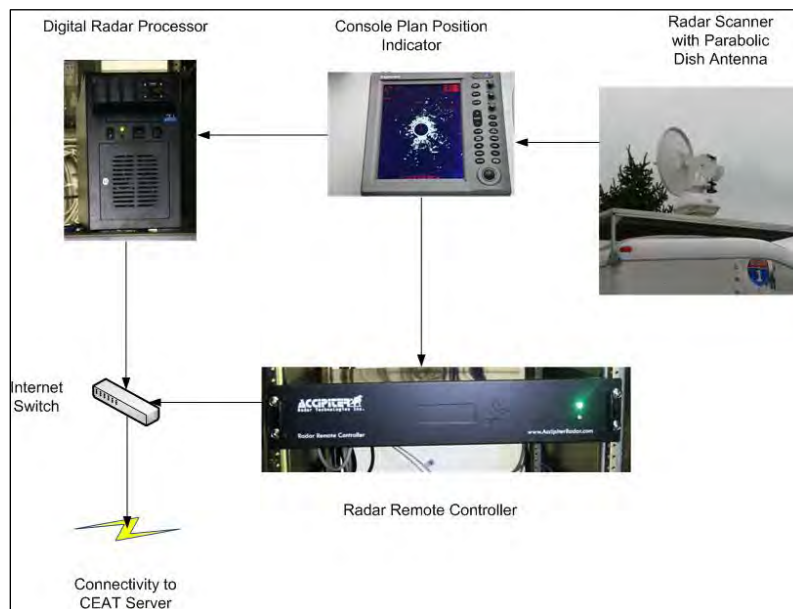 Digital Radar Processor
Console Plan Position
Indicator
Radar Scanner
with Parabolic
Dish Antenna
1
Internet
Switch
ACCIPITER
Radar Technologies Inc.
Radar Remote Controller
www.AccipiterRadar.com
Radar Remote Controller
Connectivity to
CEAT Server